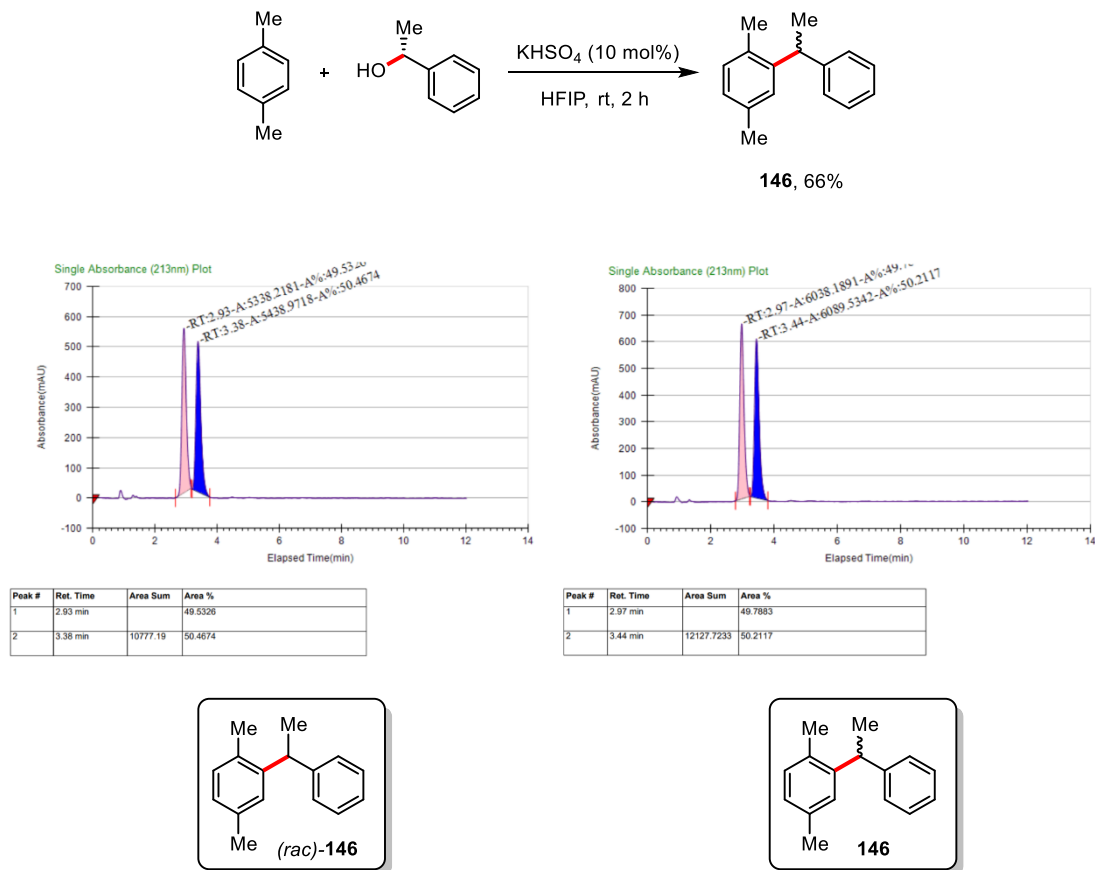 Me
Me
+
HO
Me
KHSO4 (10 mol%)
HFIP, rt, 2 h
Me
Me
Me
146, 66%
Single Absorbance (213nm) Plot
-RT:2.93-A:5338.2181-A%:49.5326
-RT:3.38-A:5438.9718-A%:50.4674
700
600
500
400
300
200
100
0
-100
Absorbance(mAU)
0 2 4 6 8 10 12 14
Elapsed Time(min)
Single Absorbance (213nm) Plot
-RT:2.97-A:6038.1891-A%:49.7
-RT:3.44-A:6089.5342-A%:50.2117
800
700
600
500
400
300
200
100
0
-100
Absorbance(mAU)
0 2 4 6 8 10 12 14
Elapsed Time(min)
Peak # Ret. Time Area Sum Area %
1 2.93 min 49.5326
2 3.38 min 10777.19 50.4674
Peak # Ret. Time Area Sum Area %
1 2.97 min 49.7883
2 3.44 min 12127.7233 50.2117
Me
Me
Me
(rac)-146
Me
Me
Me
146